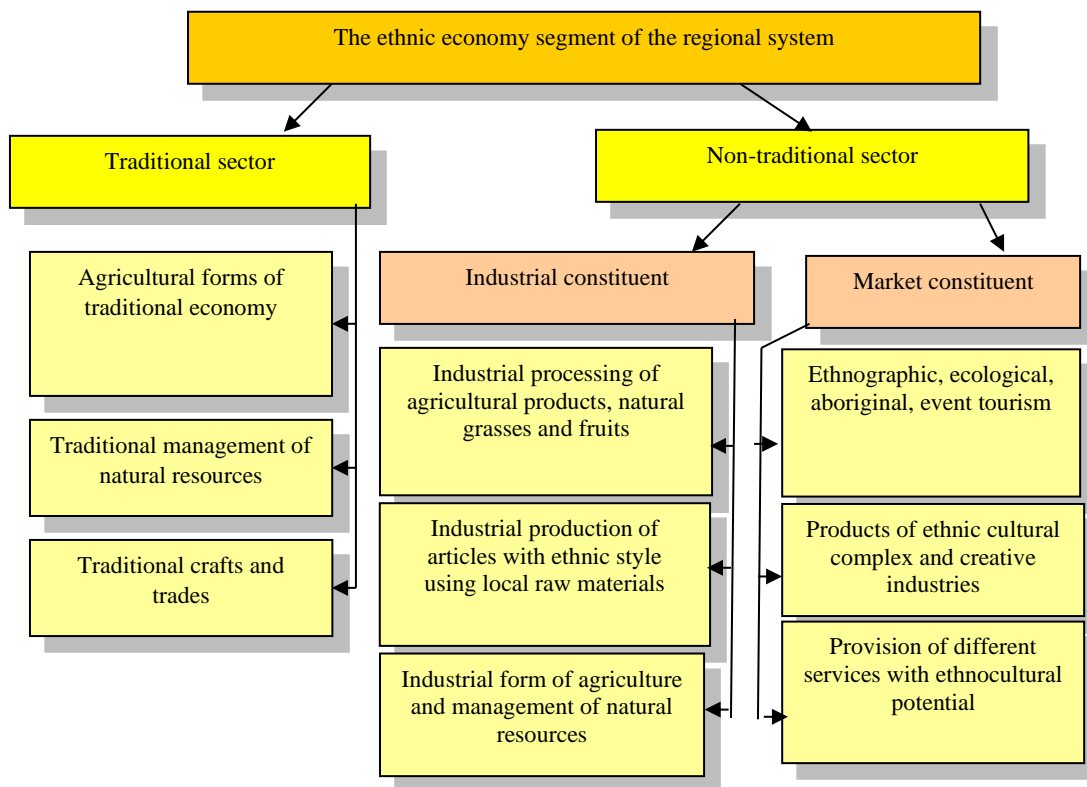 The ethnic economy segment of the regional system
Traditional sector
Non-traditional sector
Agricultural forms of
traditional economy
Traditional management of
natural resources
Traditional crafts and
trades
Industrial constituent
Industrial processing of
agricultural products, natural
grasses and fruits
Industrial production of
articles with ethnic style
using local raw materials
Industrial form of agriculture
and management of natural
resources
Market constituent
Ethnographic, ecological,
aboriginal, event tourism
Products of ethnic cultural
complex and creative
industries
Provision of different
services with ethnocultural
potential